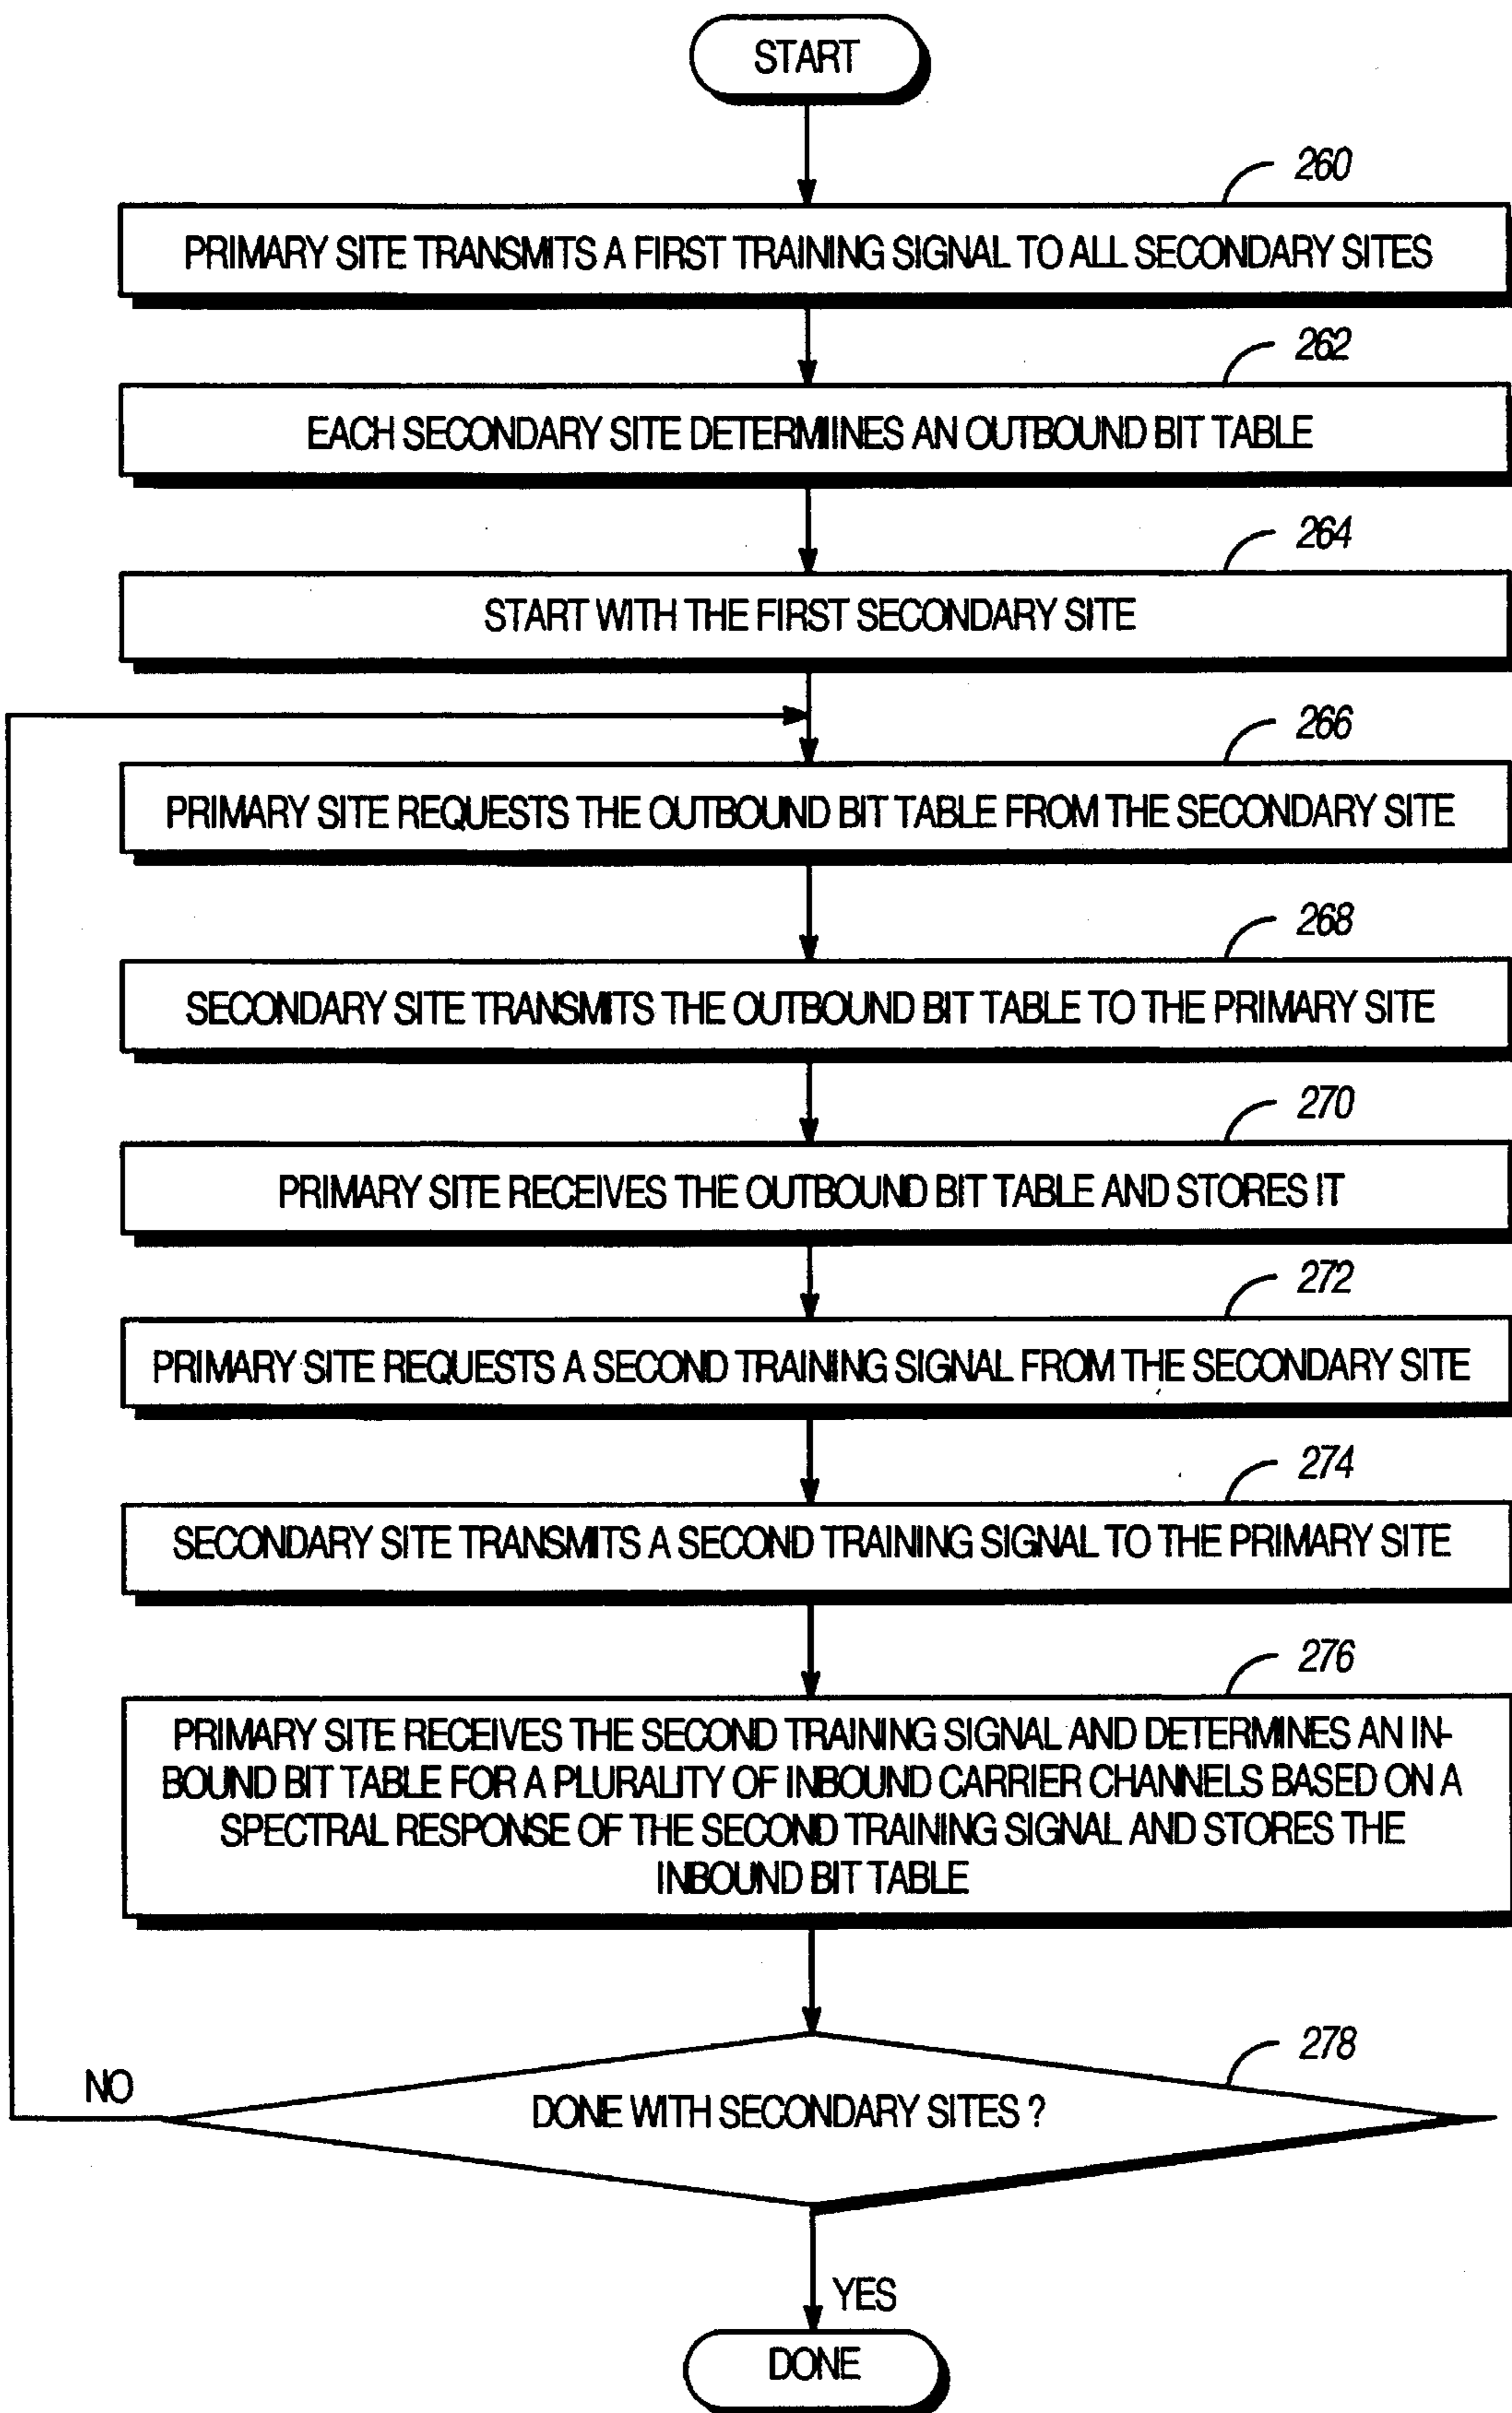 START
260
PRIMARY SITE TRANSMITS A FIRST TRAINING SIGNAL TO ALL SECONDARY SITES
262
EACH SECONDARY SITE DETERMINES AN OUTBOUND BIT TABLE
264
START WITH THE FIRST SECONDARY SITE
266
PRIMARY SITE REQUESTS THE OUTBOUND BIT TABLE FROM THE SECONDARY SITE
268
SECONDARY SITE TRANSMITS THE OUTBOUND BIT TABLE TO THE PRIMARY SITE
270
PRIMARY SITE RECEIVES THE OUTBOUND BIT TABLE AND STORES IT
272
PRIMARY SITE REQUESTS A SECOND TRAINING SIGNAL FROM THE SECONDARY SITE
274
SECONDARY SITE TRANSMITS A SECOND TRAINING SIGNAL TO THE PRIMARY SITE
276
PRIMARY SITE RECEIVES THE SECOND TRAINING SIGNAL AND DETERMINES AN IN-
BOUND BIT TABLE FOR A PLURALITY OF INBOUND CARRIER CHANNELS BASED ON A
SPECTRAL RESPONSE OF THE SECOND TRAINING SIGNAL AND STORES THE
INBOUND BIT TABLE
278
NO
DONE WITH SECONDARY SITES ?
YES
DONE